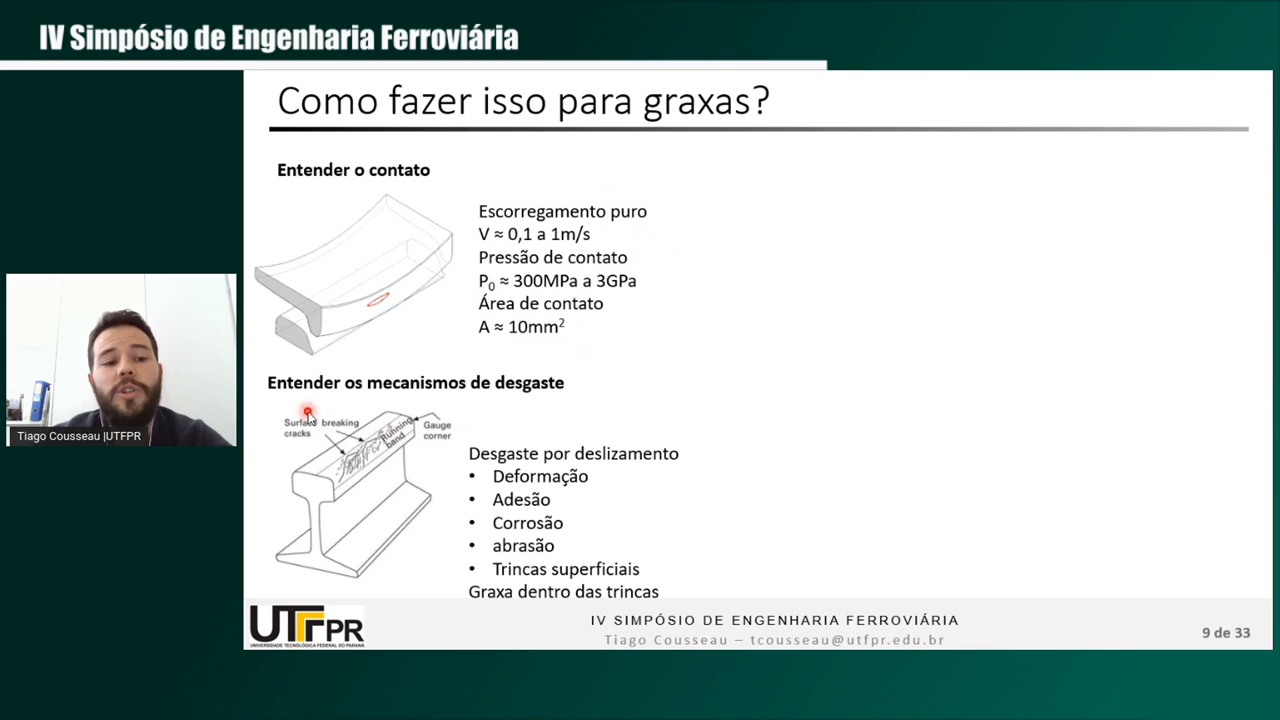 IV Simpósio de Engenharia Ferroviária
Como fazer isso para graxas?
Entender o contato
Escorregamento puro
V ≈ 0,1 a 1m/s
Pressão de contato
P₀ ≈ 300MPa a 3GPa
Área de contato
A ≈ 10mm²
Entender os mecanismos de desgaste
breaking
cracks
Running
band
Gauge
corner
Desgaste por deslizamento
• Deformação
• Adesão
• Corrosão
• abrasão
• Trincas superficiais
Graxa dentro das trincas
Tiago Cousseau |UTFPR
UTFPR
UNIVERSIDADE TECNOLÓGICA FEDERAL DO PARANÁ
IV SIMPÓSIO DE ENGENHARIA FERROVIÁRIA
Tiago Cousseau – tcousseau@utfpr.edu.br
9 de 33